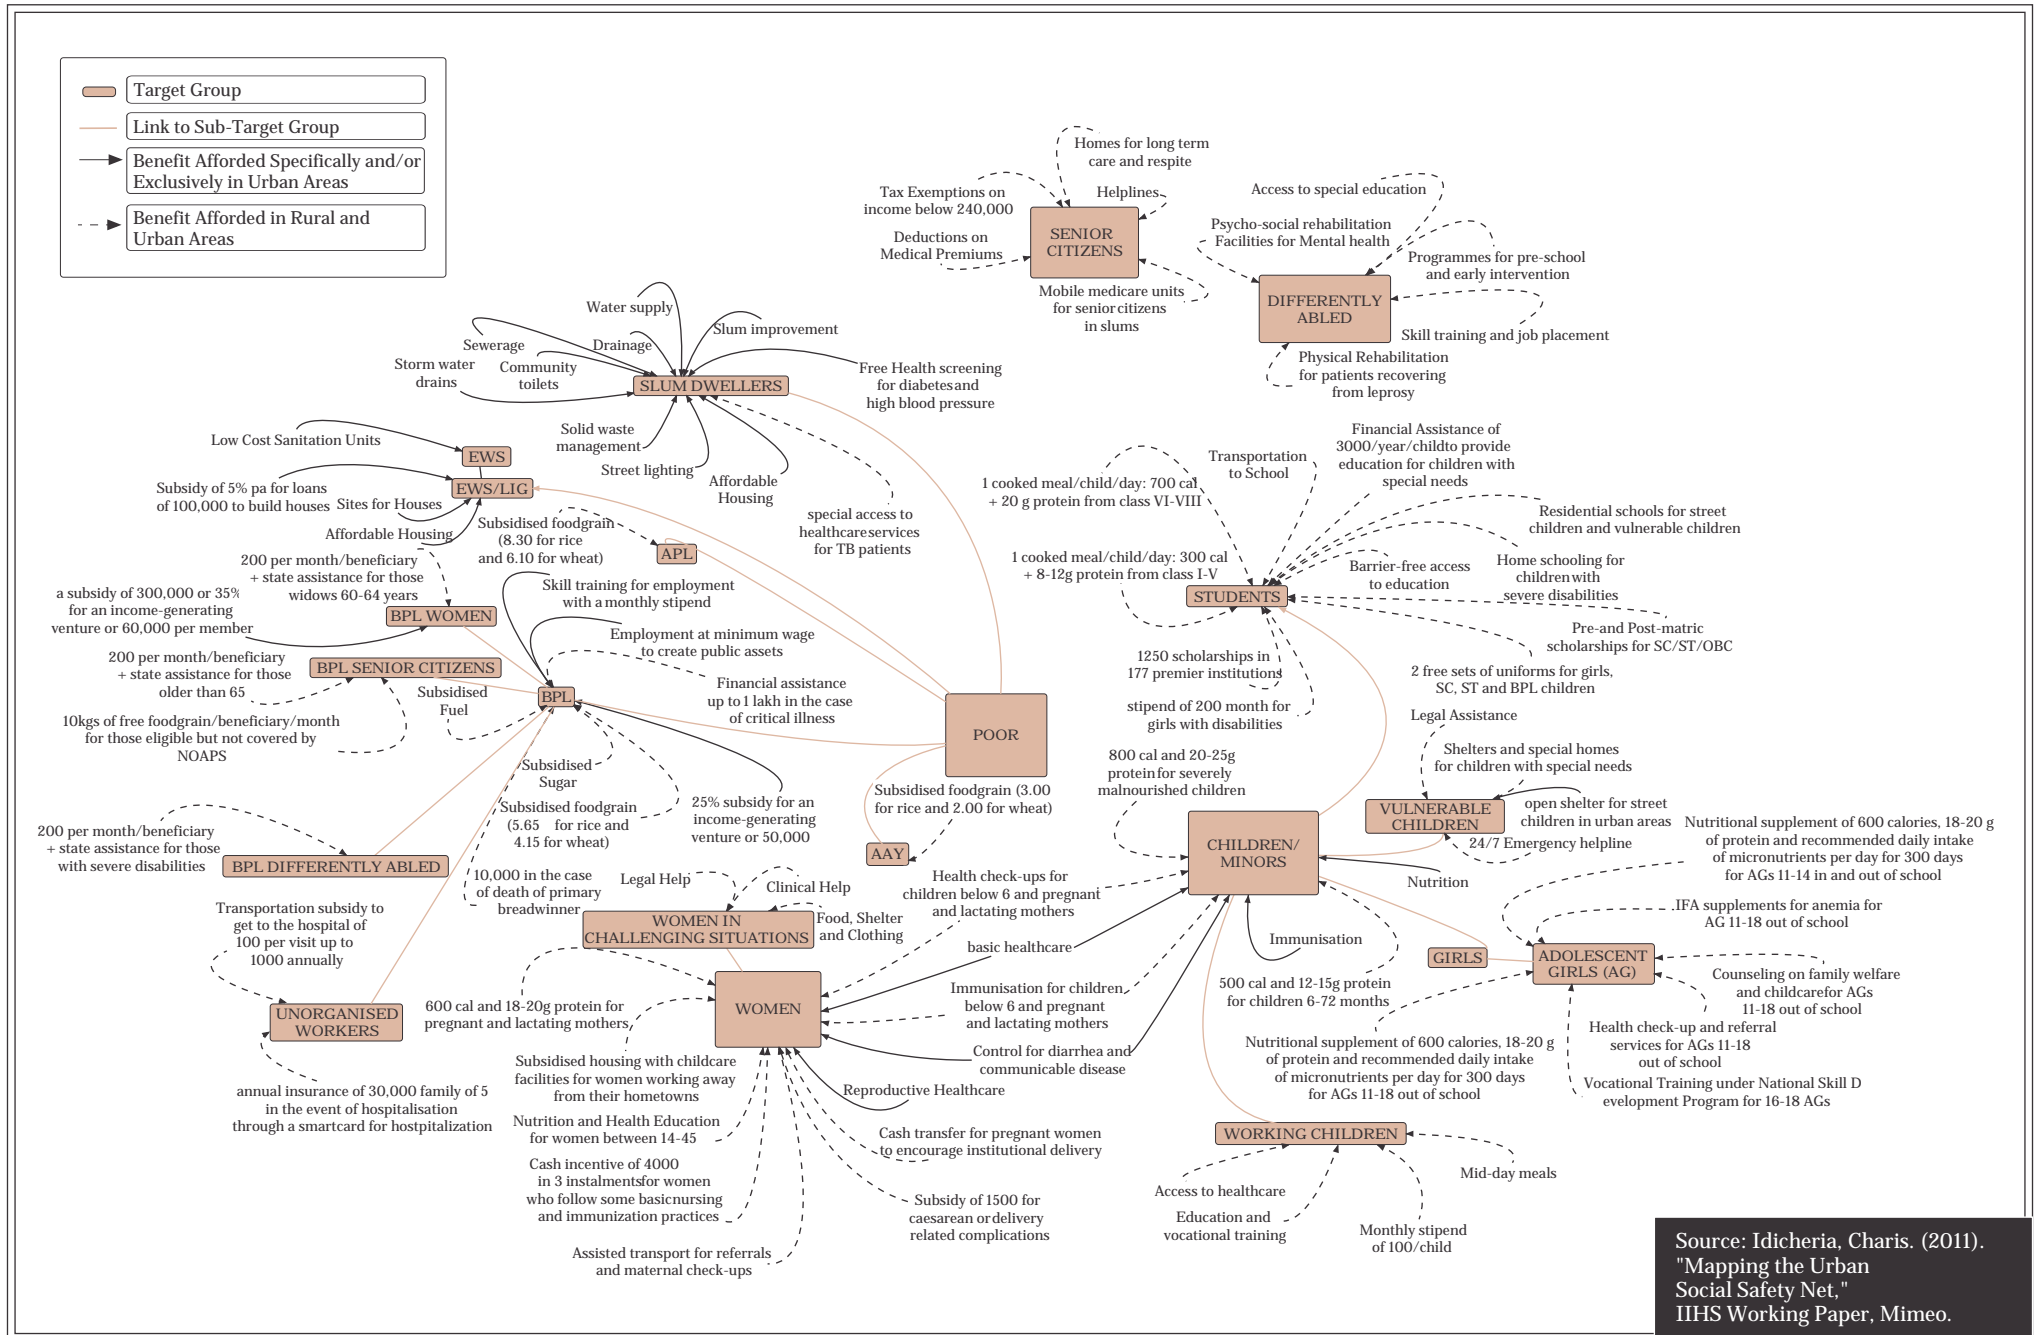 Target Group
Link to Sub-Target Group
Benefit Afforded Specifically and/or
Exclusively in Urban Areas
Benefit Afforded in Rural and
Urban Areas
Homes for long term
care and respite
Tax Exemptions on
income below 240,000
Helplines
Deductions on
Medical Premiums
SENIOR
CITIZENS
Mobile medicare units
for senior citizens
in slums
Access to special education
Psycho-social rehabilitation
Facilities for Mental health
Programmes for pre-school
and early intervention
DIFFERENTLY
ABLED
Skill training and job placement
Physical Rehabilitation
for patients recovering
from leprosy
Water supply
Slum improvement
Sewerage
Drainage
Storm water
drains
Community
toilets
Free Health screening
for diabetes and
high blood pressure
SLUM DWELLERS
Solid waste
management
Street lighting
Affordable
Housing
special access to
healthcare services
for TB patients
Low Cost Sanitation Units
EWS
EWS/LIG
Subsidy of 5% pa for loans
of 100,000 to build houses
Sites for Houses
Affordable Housing
Subsidised foodgrain
(8.30 for rice
and 6.10 for wheat)
APL
200 per month/beneficiary
+ state assistance for those
widows 60-64 years
a subsidy of 300,000 or 35%
for an income-generating
venture or 60,000 per member
BPL WOMEN
Skill training for employment
with a monthly stipend
Employment at minimum wage
to create public assets
200 per month/beneficiary
+ state assistance for those
older than 65
BPL SENIOR CITIZENS
Subsidised
Fuel
BPL
Financial assistance
up to 1 lakh in the case
of critical illness
10kgs of free foodgrain/beneficiary/month
for those eligible but not covered by
NOAPS
POOR
Subsidised
Sugar
Subsidised foodgrain
(5.65 for rice and
4.15 for wheat)
25% subsidy for an
income-generating
venture or 50,000
Subsidised foodgrain (3.00
for rice and 2.00 for wheat)
AAY
200 per month/beneficiary
+ state assistance for those
with severe disabilities
BPL DIFFERENTLY ABLED
10,000 in the case
of death of primary
breadwinner
Transportation subsidy to
get to the hospital of
100 per visit up to
1000 annually
UNORGANISED
WORKERS
annual insurance of 30,000 family of 5
in the event of hospitalisation
through a smartcard for hostpitalization
Legal Help
Clinical Help
Food, Shelter
and Clothing
WOMEN IN
CHALLENGING SITUATIONS
600 cal and 18-20g protein for
pregnant and lactating mothers
WOMEN
Subsidised housing with childcare
facilities for women working away
from their hometowns
Nutrition and Health Education
for women between 14-45
Cash incentive of 4000
in 3 instalments for women
who follow some basic nursing
and immunization practices
Assisted transport for referrals
and maternal check-ups
Reproductive Healthcare
Cash transfer for pregnant women
to encourage institutional delivery
Subsidy of 1500 for
caesarean or delivery
related complications
Health check-ups for
children below 6 and pregnant
and lactating mothers
basic healthcare
Immunisation for children
below 6 and pregnant
and lactating mothers
Control for diarrhea and
communicable disease
1 cooked meal/child/day: 700 cal
+ 20 g protein from class VI-VIII
Transportation
to School
Financial Assistance of
3000/year/childto provide
education for children with
special needs
Residential schools for street
children and vulnerable children
1 cooked meal/child/day: 300 cal
+ 8-12g protein from class I-V
Barrier-free access
to education
Home schooling for
children with
severe disabilities
STUDENTS
Pre-and Post-matric
scholarships for SC/ST/OBC
1250 scholarships in
177 premier institutions
2 free sets of uniforms for girls,
SC, ST and BPL children
stipend of 200 month for
girls with disabilities
800 cal and 20-25g
protein for severely
malnourished children
CHILDREN/
MINORS
Legal Assistance
Shelters and special homes
for children with special needs
VULNERABLE
CHILDREN
open shelter for street
children in urban areas
24/7 Emergency helpline
Nutrition
Immunisation
500 cal and 12-15g protein
for children 6-72 months
Nutritional supplement of 600 calories, 18-20 g
of protein and recommended daily intake
of micronutrients per day for 300 days
for AGs 11-14 in and out of school
IFA supplements for anemia for
AG 11-18 out of school
GIRLS
ADOLESCENT
GIRLS (AG)
Counseling on family welfare
and childcarefor AGs
11-18 out of school
Health check-up and referral
services for AGs 11-18
out of school
Nutritional supplement of 600 calories, 18-20 g
of protein and recommended daily intake
of micronutrients per day for 300 days
for AGs 11-18 out of school
Vocational Training under National Skill D
evelopment Program for 16-18 AGs
WORKING CHILDREN
Mid-day meals
Access to healthcare
Education and
vocational training
Monthly stipend
of 100/child
Source: Idicheria, Charis. (2011).
"Mapping the Urban
Social Safety Net,"
IIHS Working Paper, Mimeo.